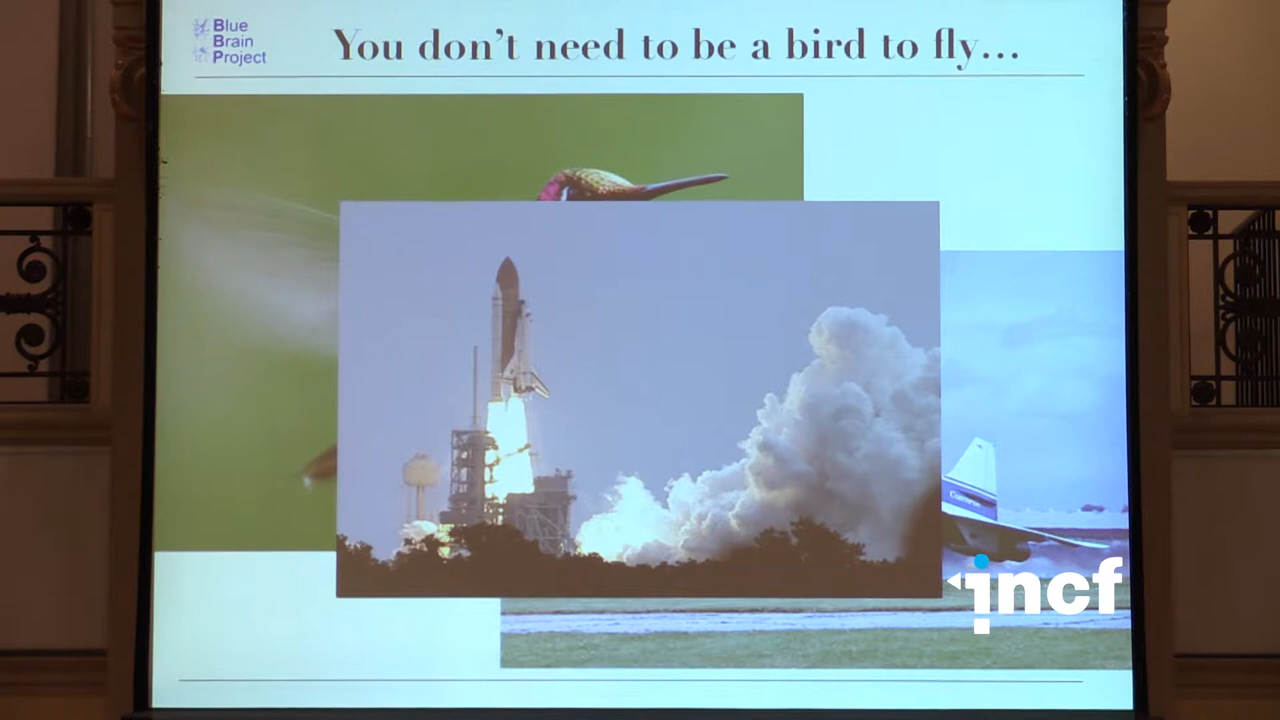 Blue
Brain
Project
You don't need to be a bird to fly...
incf